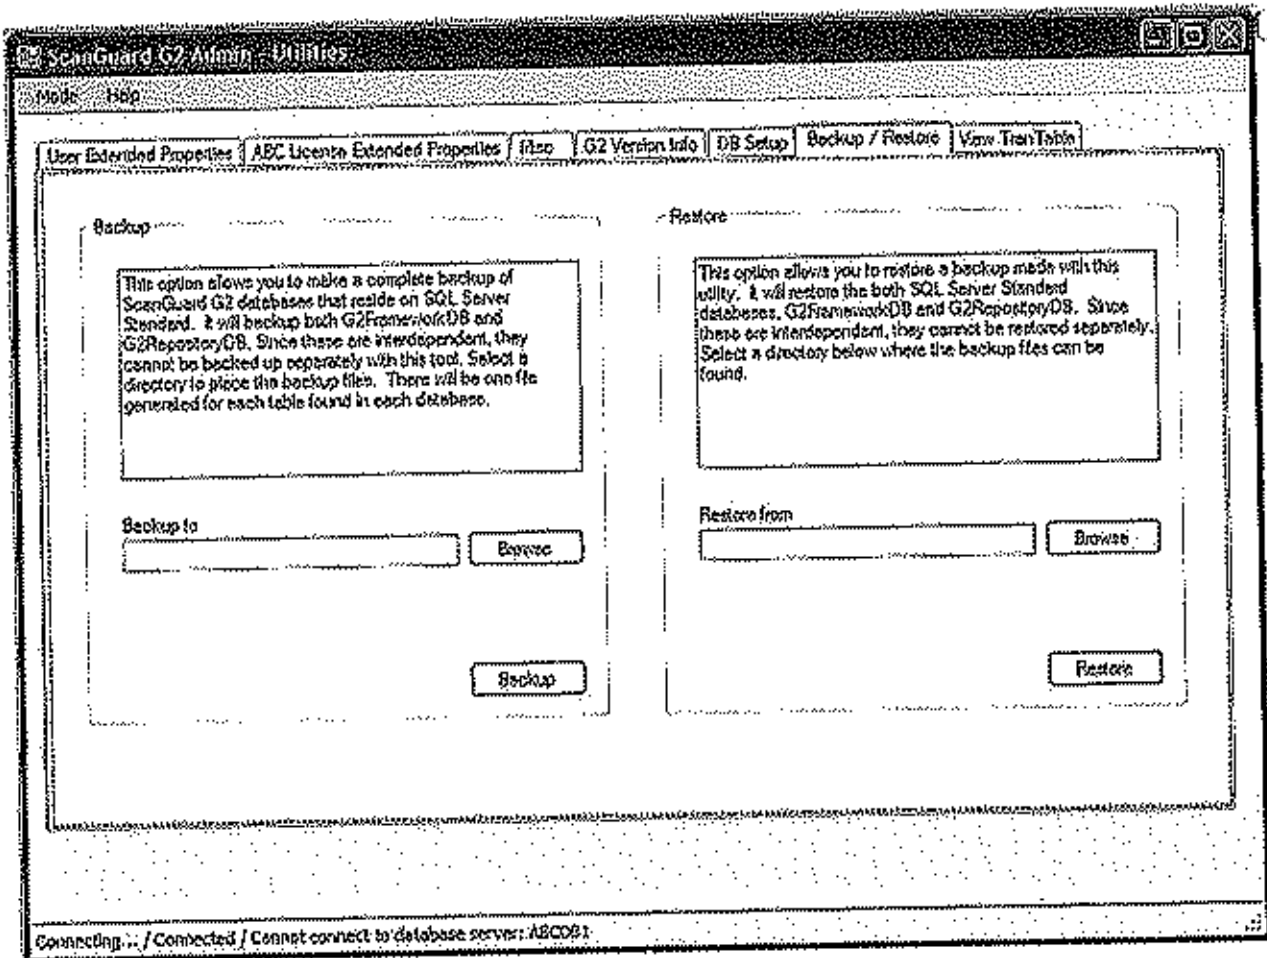 ScanGuard G2 Admin - Utilities
Mode Help
User Extended Properties ABC License Extended Properties Misc G2 Version Info DB Setup Backup / Restore View Tran Table
Backup
This option allows you to make a complete backup of
ScanGuard G2 databases that reside on SQL Server
Standard. It will backup both G2FrameworkDB and
G2RepositoryDB. Since these are interdependent, they
cannot be backed up seperately with this tool. Select a
directory to place the backup files. There will be one file
generated for each table found in each database.
Backup to
Browse
Backup
Restore
This option allows you to restore a backup made with this
utility. It will restore the both SQL Server Standard
databases, G2FrameworkDB and G2RepositoryDB. Since
these are interdependent, they cannot be restored seperately.
Select a directory below where the backup files can be
found.
Restore from
Browse
Restore
Connecting... / Connected / Cannot connect to database server: ABCDB1